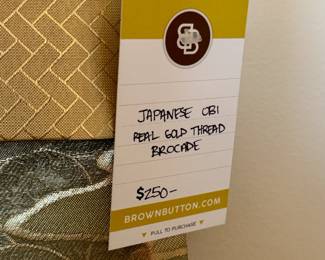 JAPANESE OBI
REAL GOLD THREAD
BROCADE
$250-
BROWNBUTTON.COM
▼ PULL TO PURCHASE ▼